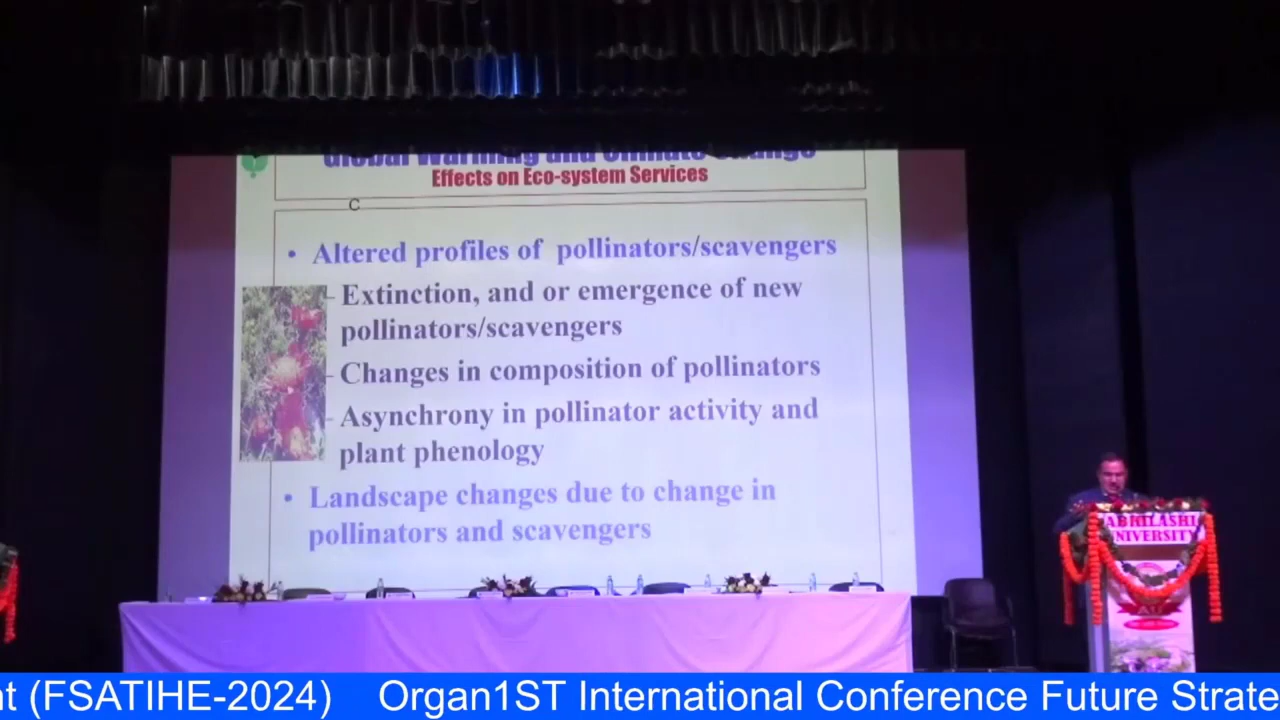 Global Warming and Climate Change
Effects on Eco-system Services
C
• Altered profiles of pollinators/scavengers
– Extinction, and or emergence of new
pollinators/scavengers
– Changes in composition of pollinators
– Asynchrony in pollinator activity and
plant phenology
• Landscape changes due to change in
pollinators and scavengers
ABHILASHI
UNIVERSITY
nt (FSATIHE-2024) Organ1ST International Conference Future Strate